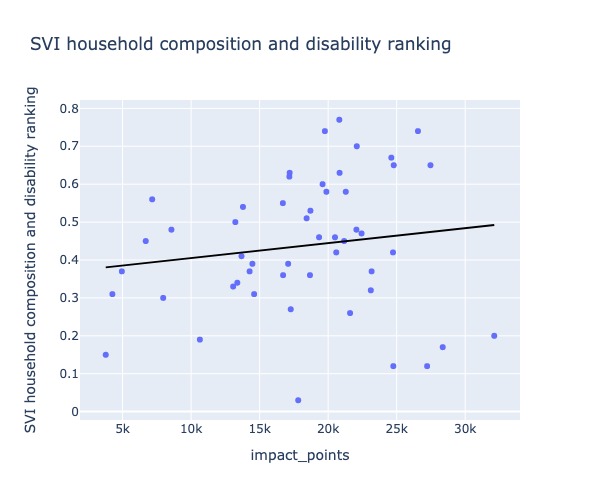 SVI household composition and disability ranking
SVI household composition and disability ranking
0.8
0.7
0.6
0.5
0.4
0.3
0.2
0.1
0
5k
10k
15k
20k
25k
30k
impact_points